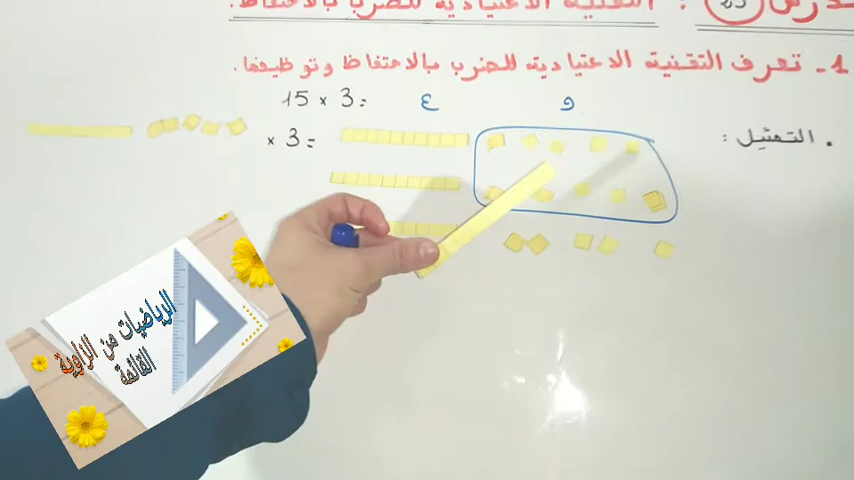 التقنية الاعتيادية للضرب بالاحتفاظ.
1- تعرف التقنية الاعتيادية للضرب بالاحتفاظ وتوظيفها.
15 × 3 =
ع
و
× 3 =
• التمثيل :
الرياضيات من الزاوية
القائمة